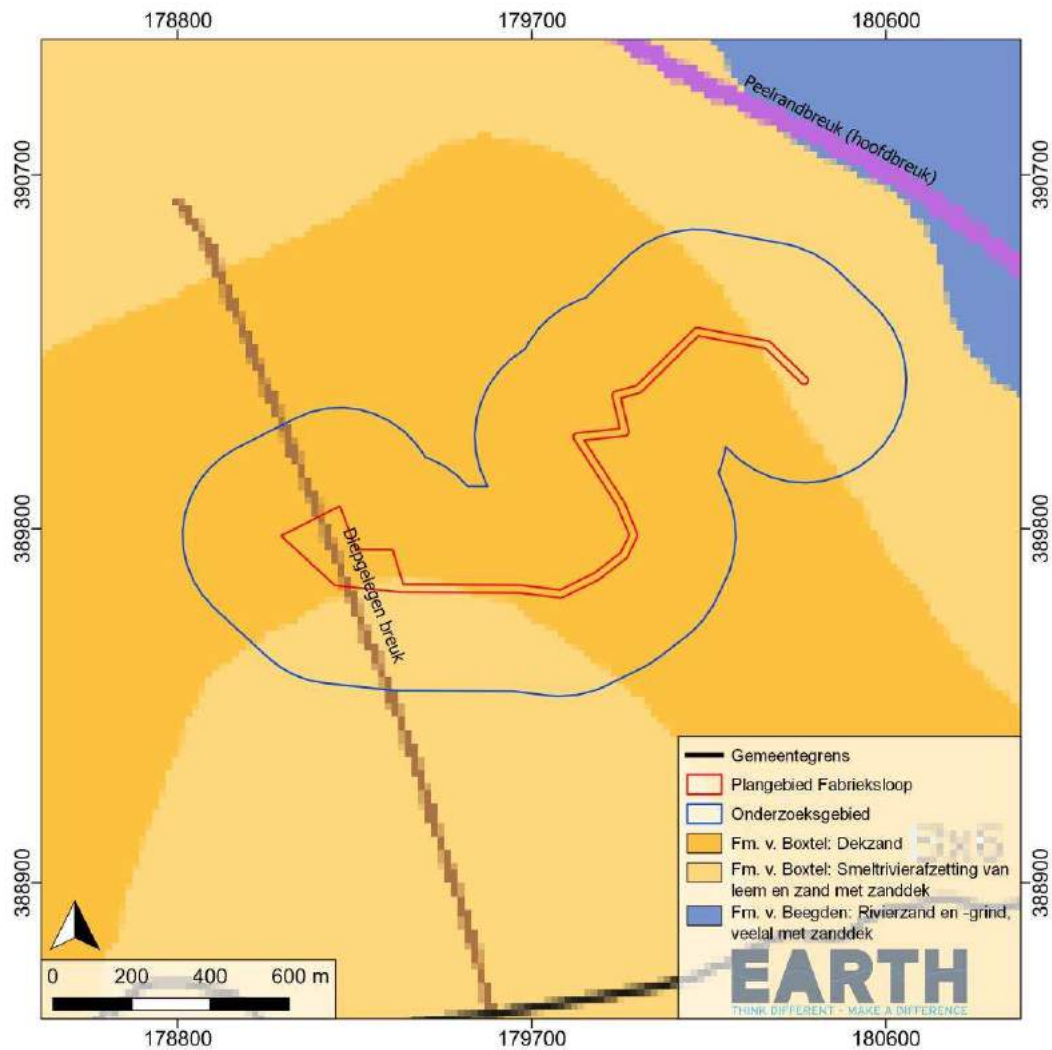 178800
179700
180600
390700
390700
Peelrandbreuk (hoofdbreuk)
389800
389800
Diepgelegen breuk
388900
388900
Gemeentegrens
Plangebied Fabrieksloop
Onderzoeksgebied
Fm. v. Boxtel: Dekzand
Fm. v. Boxtel: Smeltrivierafzetting van
leem en zand met zanddek
Fm. v. Beegden: Rivierzand en -grind,
veelal met zanddek
EARTH
THINK DIFFERENT - MAKE A DIFFERENCE
0 200 400 600 m
178800
179700
180600